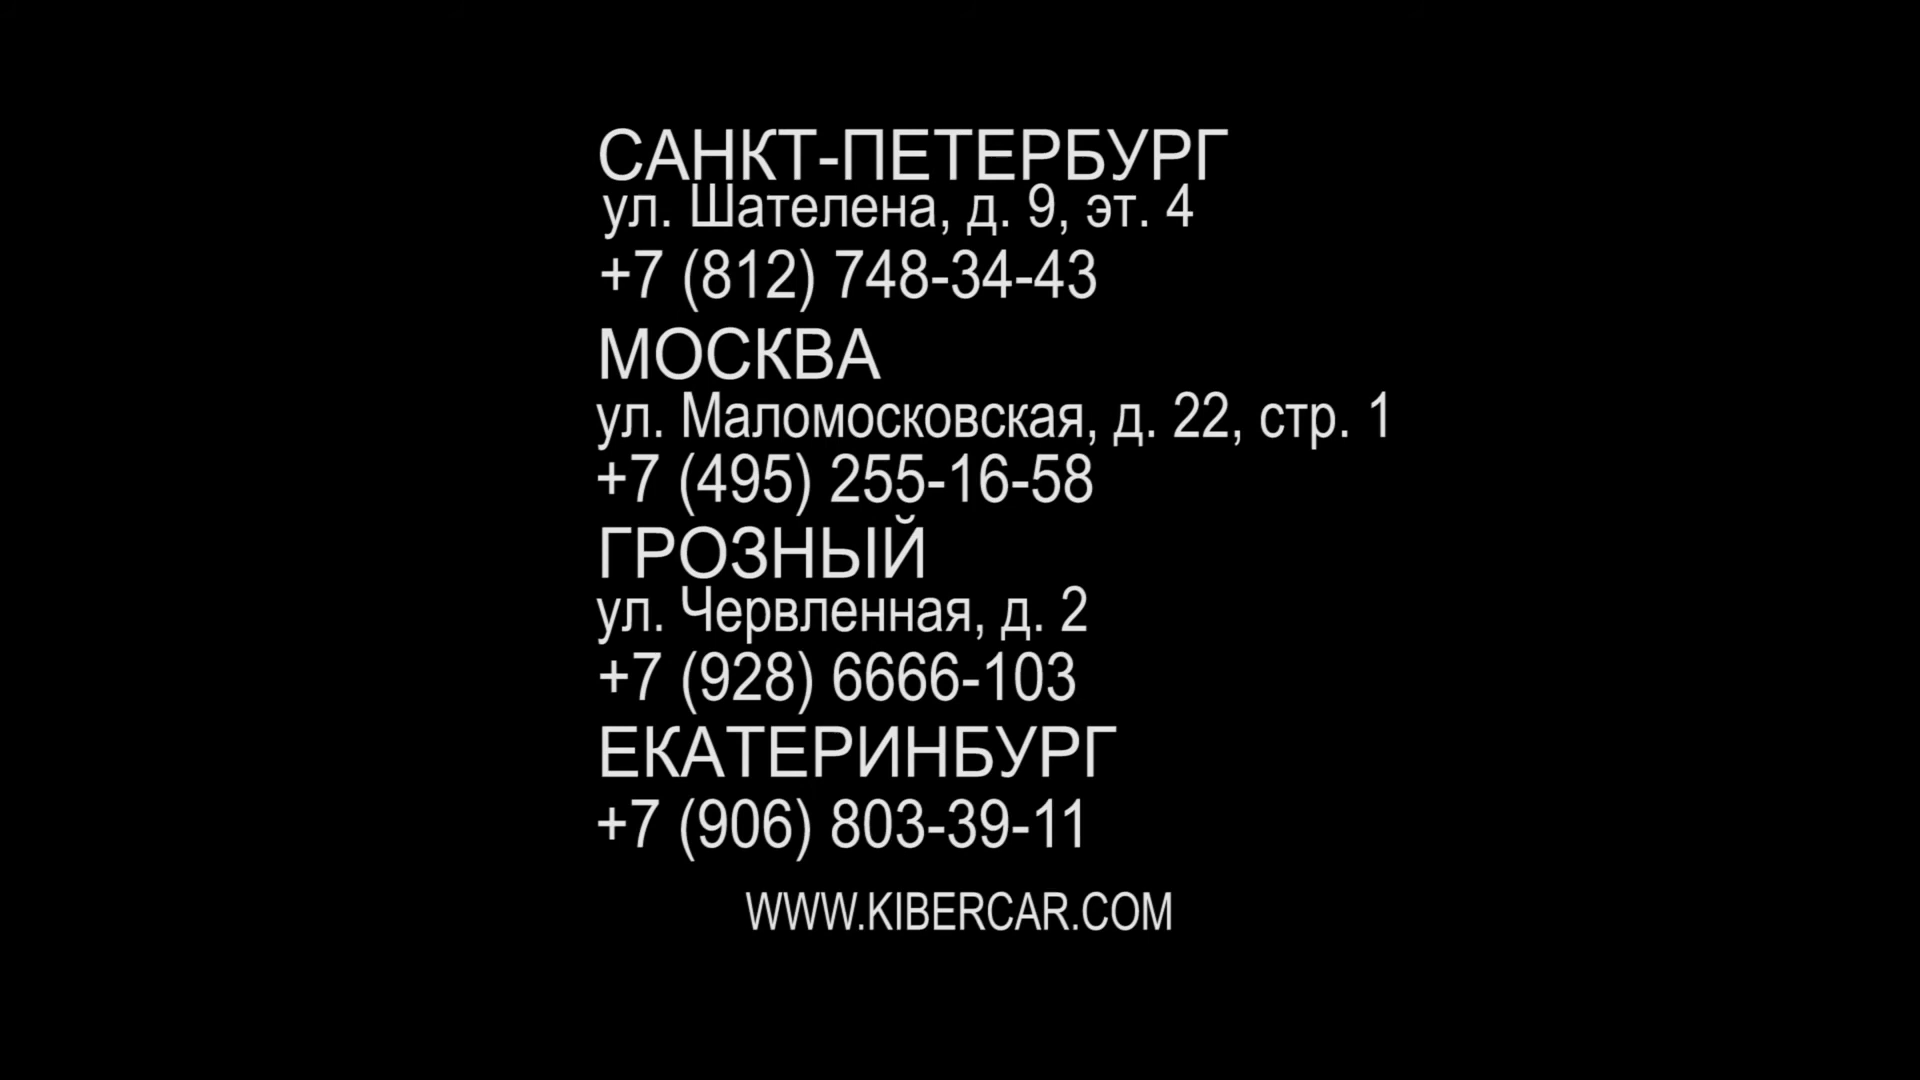 САНКТ-ПЕТЕРБУРГ
ул. Шателена, д. 9, эт. 4
+7 (812) 748-34-43
МОСКВА
ул. Маломосковская, д. 22, стр. 1
+7 (495) 255-16-58
ГРОЗНЫЙ
ул. Червленная, д. 2
+7 (928) 6666-103
ЕКАТЕРИНБУРГ
+7 (906) 803-39-11
WWW.KIBERCAR.COM